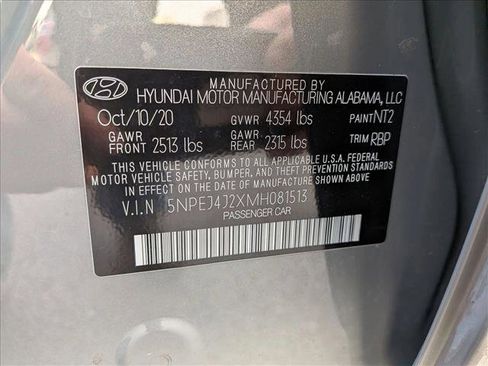 MANUFACTURED BY
HYUNDAI MOTOR MANUFACTURING ALABAMA, LLC
Oct/10/20 GVWR 4354 lbs PAINT NT2
GAWR FRONT 2513 lbs GAWR REAR 2315 lbs TRIM RBP
THIS VEHICLE CONFORMS TO ALL APPLICABLE U.S.A. FEDERAL
MOTOR VEHICLE SAFETY, BUMPER, AND THEFT PREVENTION STANDARDS
IN EFFECT ON THE DATE OF MANUFACTURE SHOWN ABOVE.
V.I.N 5NPEJ4J2XMH081513
PASSENGER CAR